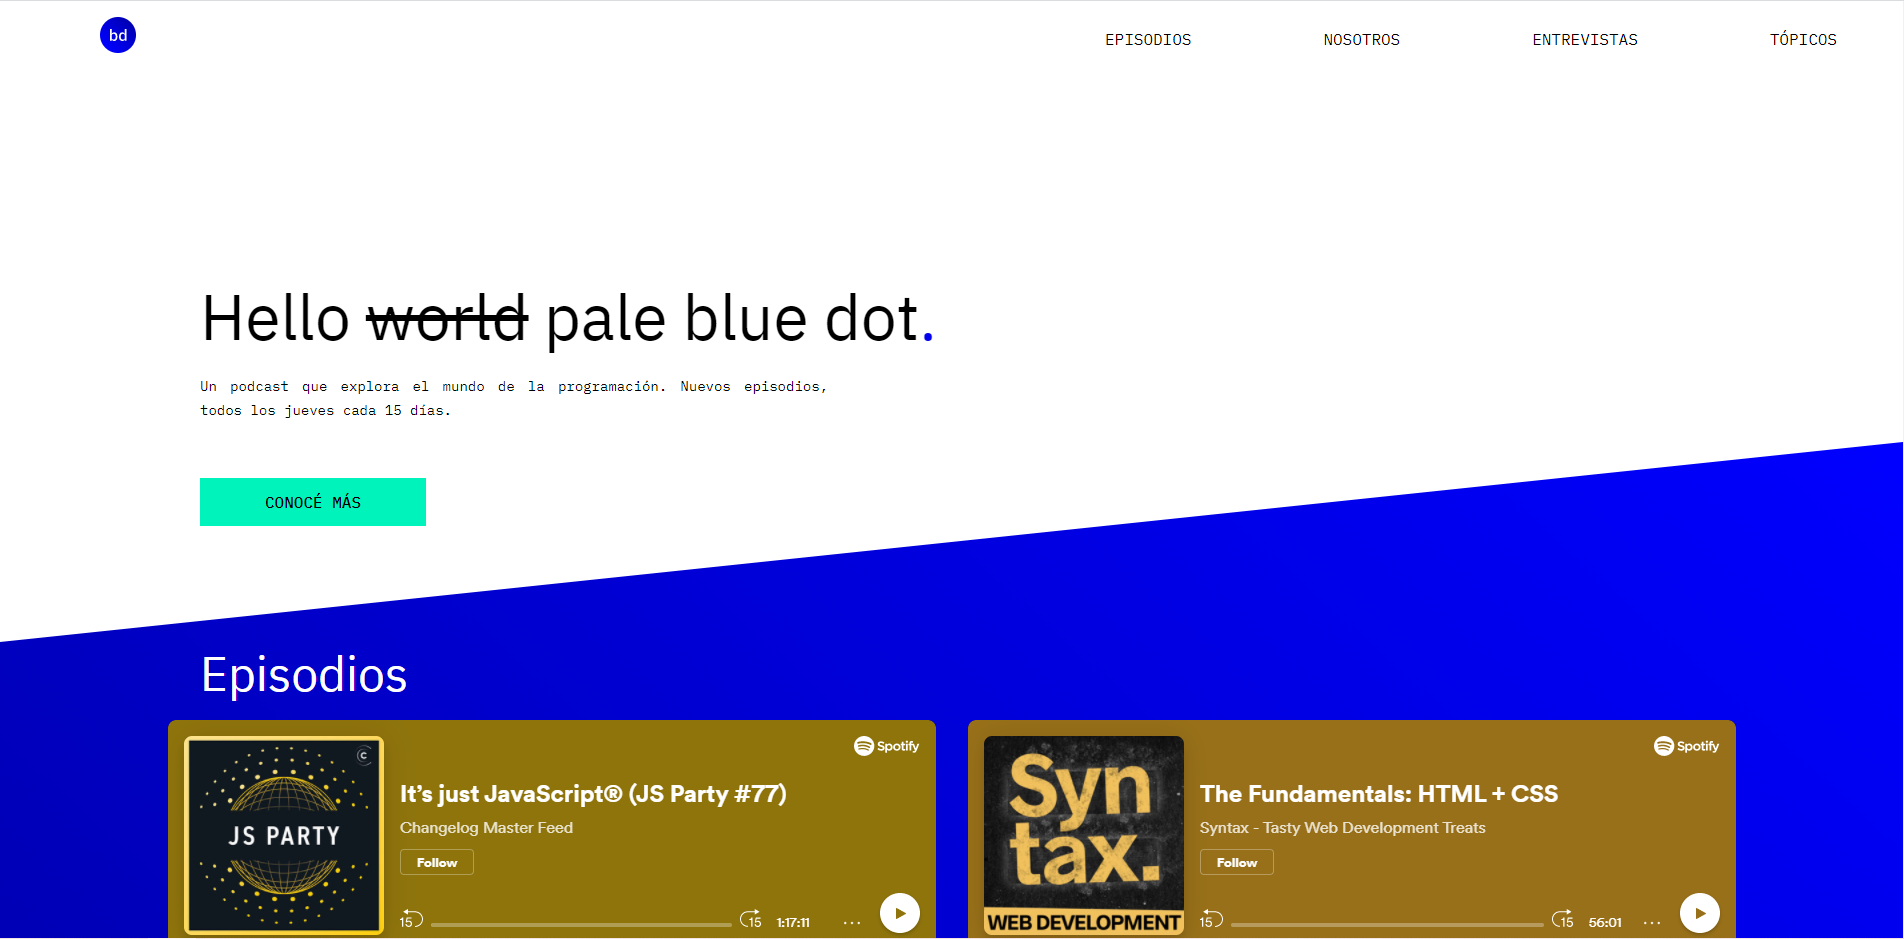 bd
EPISODIOS NOSOTROS ENTREVISTAS TÓPICOS
Hello world pale blue dot.
Un podcast que explora el mundo de la programación. Nuevos episodios,
todos los jueves cada 15 días.
CONOCÉ MÁS
Episodios
C
JS PARTY
Spotify
It's just JavaScript® (JS Party #77)
Changelog Master Feed
Follow
15 15 1:17:11 ...
Syn
tax.
WEB DEVELOPMENT
Spotify
The Fundamentals: HTML + CSS
Syntax - Tasty Web Development Treats
Follow
15 15 56:01 ...